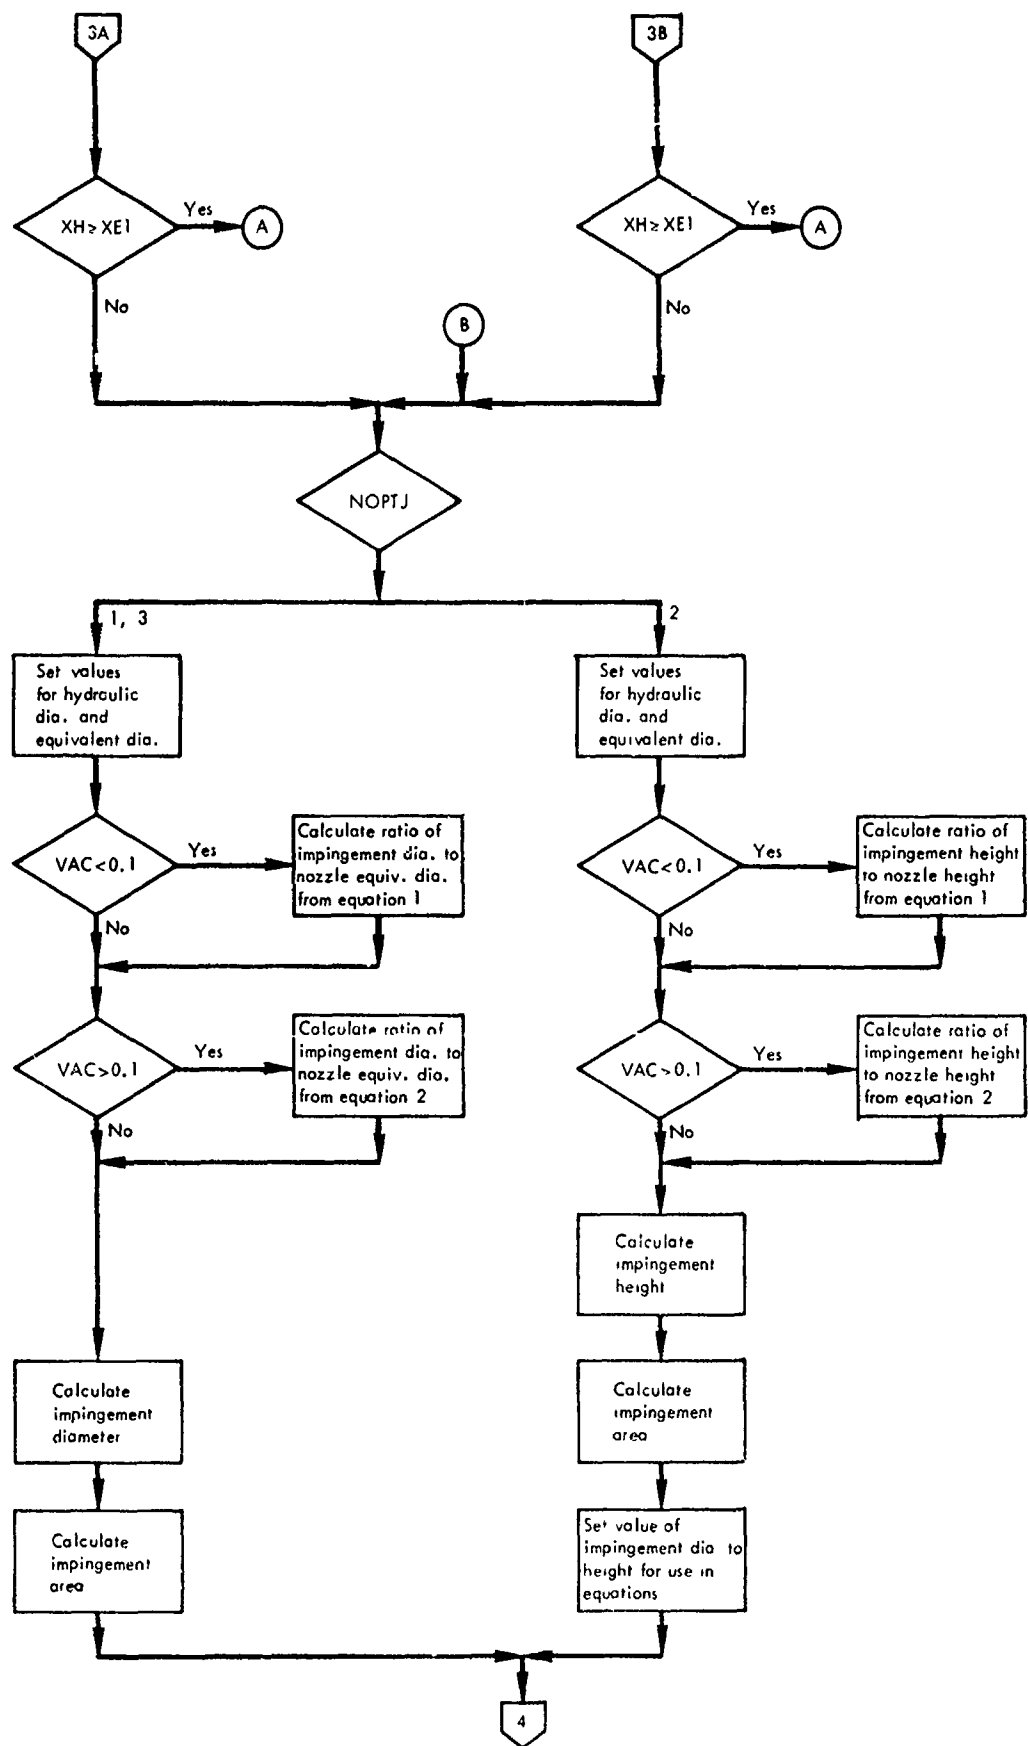 3A
3B
XH ≥ XE1
Yes
A
XH ≥ XE1
Yes
A
No
B
No
NOPTJ
1, 3
2
Set values
for hydraulic
dia. and
equivalent dia.
Set values
for hydraulic
dia. and
equivalent dia.
VAC<0.1
Yes
Calculate ratio of
impingement dia. to
nozzle equiv. dia.
from equation 1
VAC<0.1
Yes
Calculate ratio of
impingement height
to nozzle height
from equation 1
No
No
VAC>0.1
Yes
Calculate ratio of
impingement dia. to
nozzle equiv. dia.
from equation 2
VAC>0.1
Yes
Calculate ratio of
impingement height
to nozzle height
from equation 2
No
No
Calculate
impingement
height
Calculate
impingement
diameter
Calculate
impingement
area
Calculate
impingement
area
Set value of
impingement dia to
height for use in
equations
4